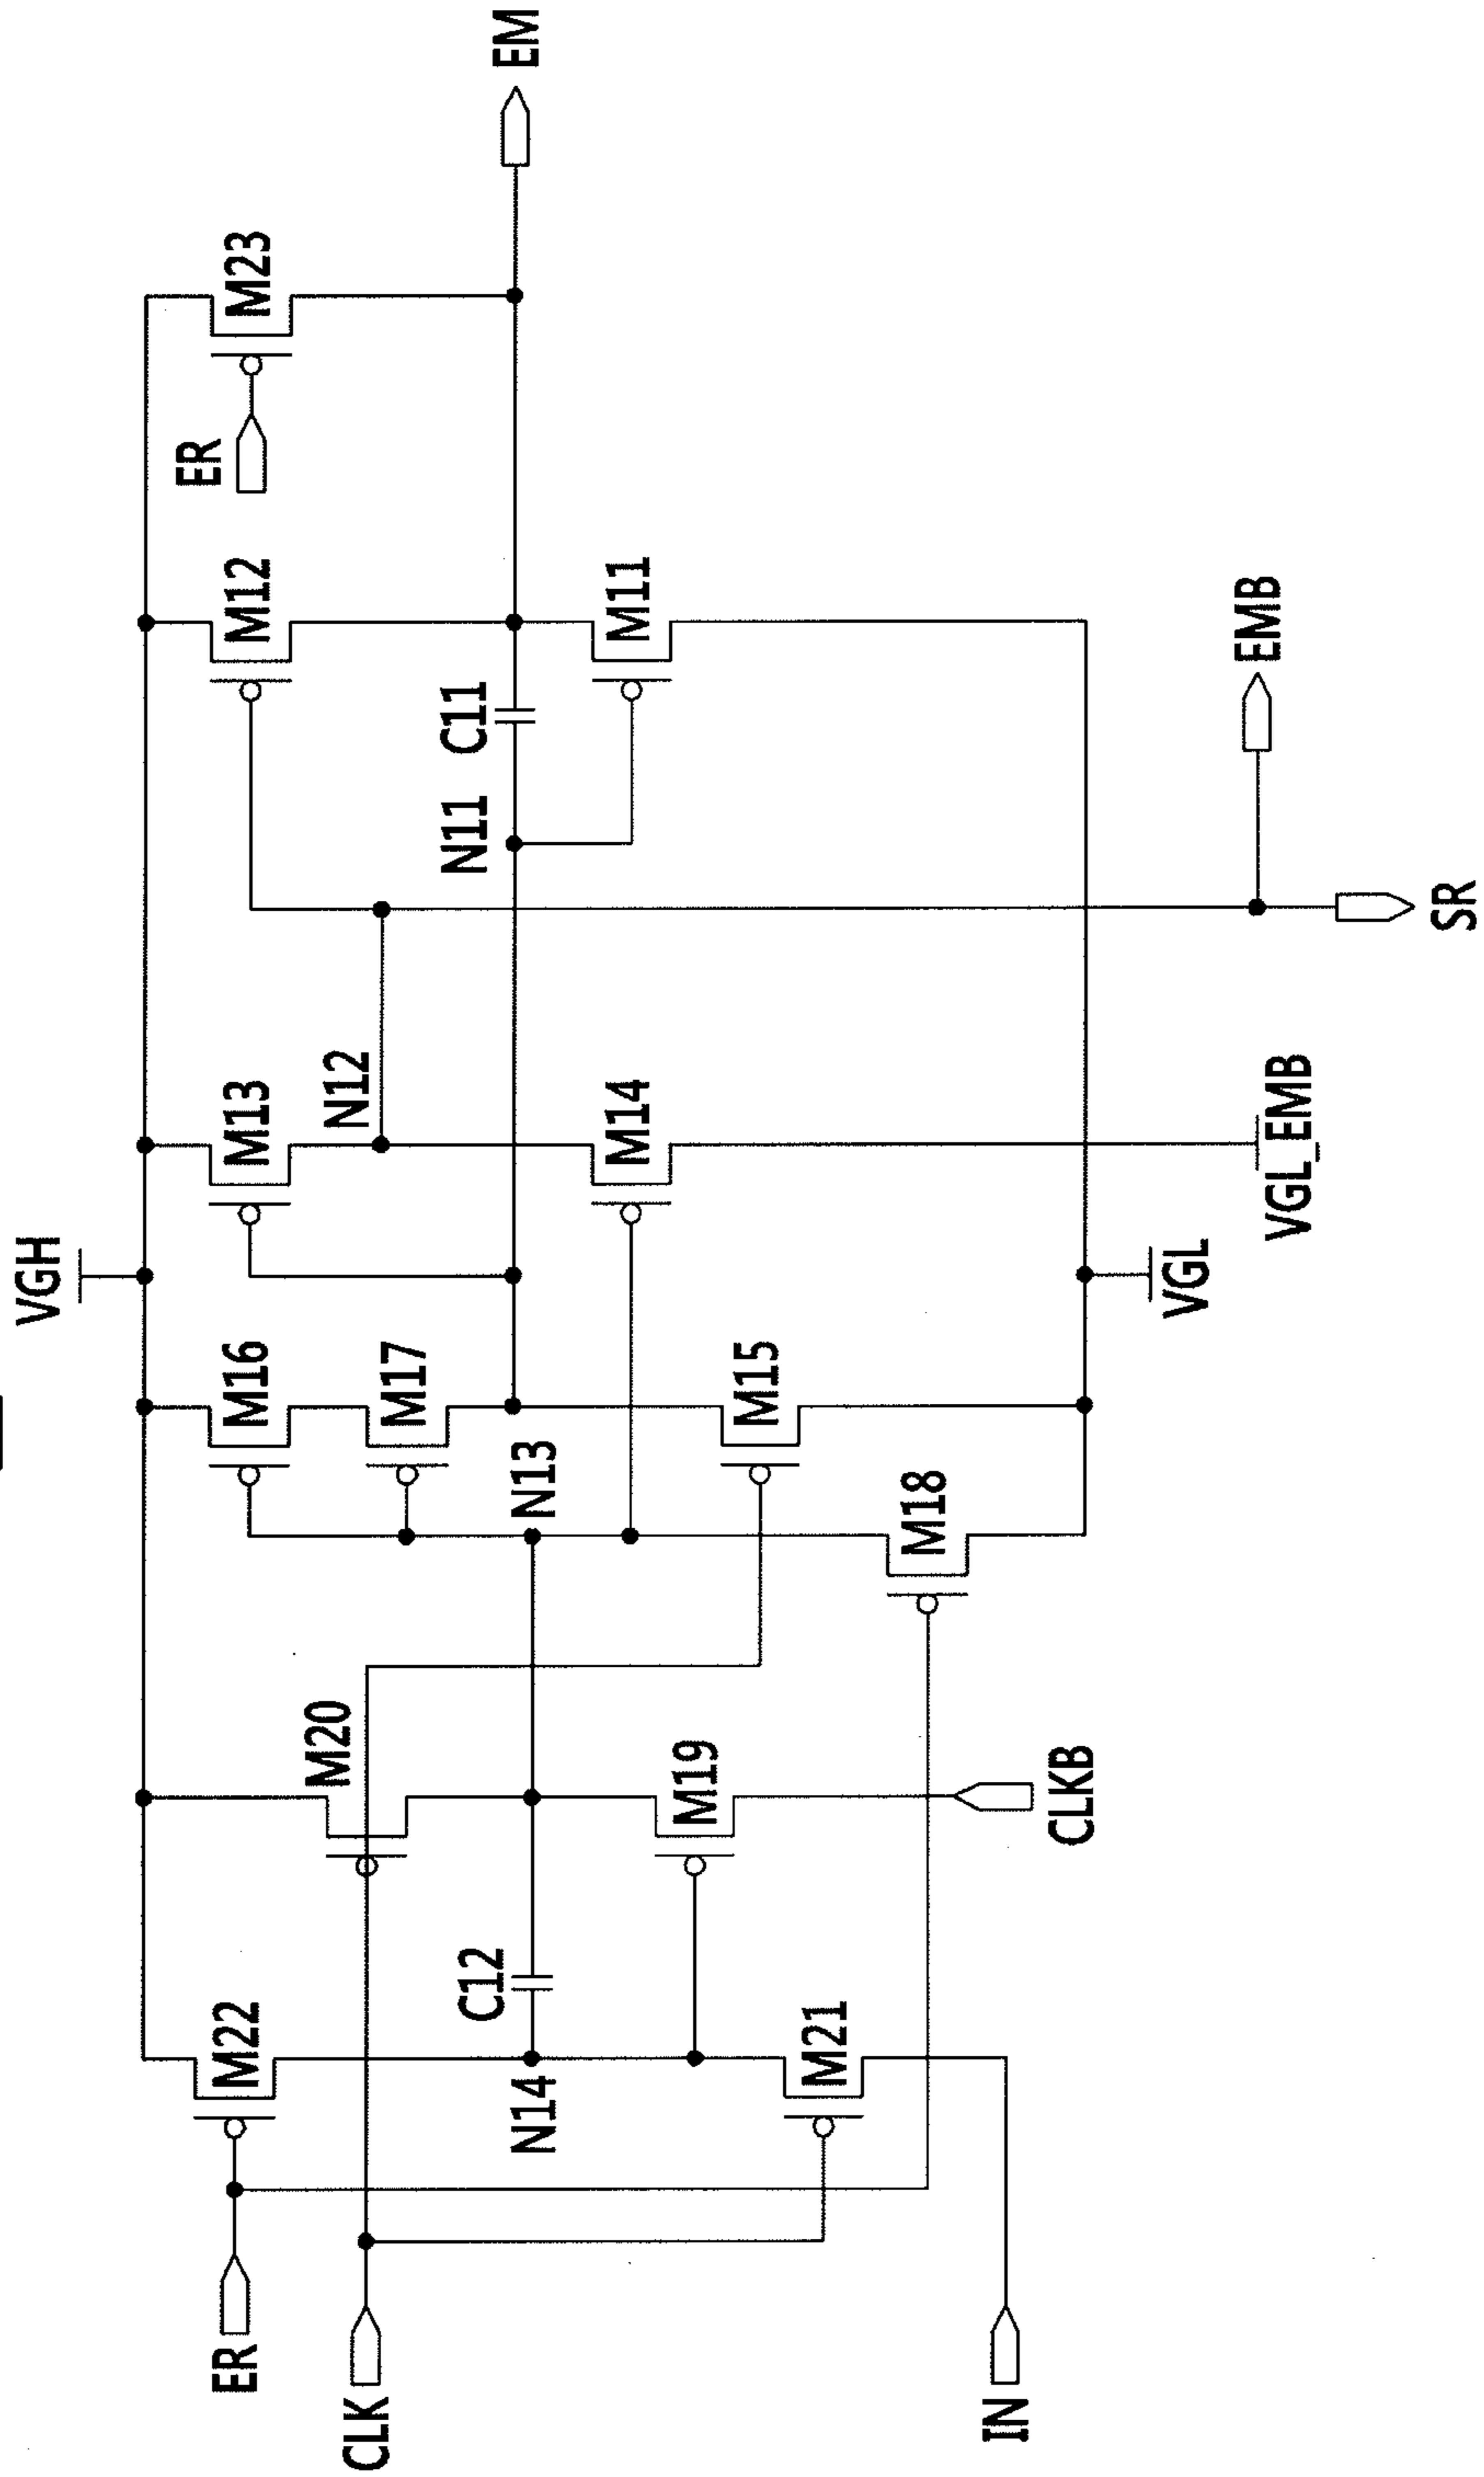 VGH
M22
M20
M16
M13
M12
M23
ER
ER
M17
N12
EM
CLK
C12
N13
N11
C11
N14
M19
M15
M14
M11
M21
M18
IN
CLKB
VGL
VGL_EMB
EMB
SR